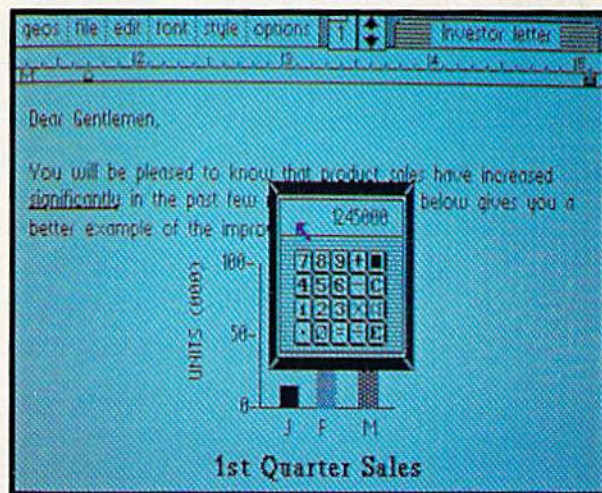 geos file edit font style options 1 Investor letter
12 13 14 15
Dear Gentlemen,
You will be pleased to know that product sales have increased
significantly in the past few below gives you a
better example of the impro
1245000
7 8 9 + ■
4 5 6 - C
1 2 3 ×
. 0 = ÷ E
UNITS (000)
100-
50-
0-
J F M
1st Quarter Sales